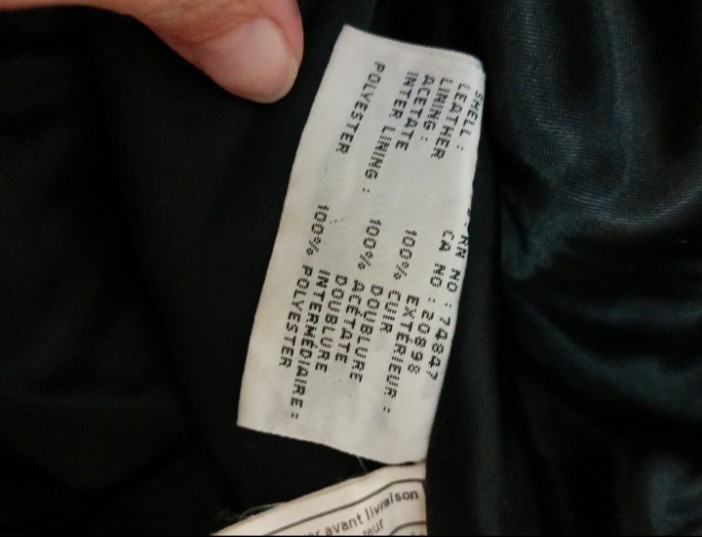 RN NO : 74847
CA NO : 20898
SHELL : EXTÉRIEUR :
LEATHER 100% CUIR
LINING : DOUBLURE
ACETATE 100% ACÉTATE
INTER LINING : DOUBLURE INTERMÉDIAIRE :
POLYESTER 100% POLYESTER
avant livraison